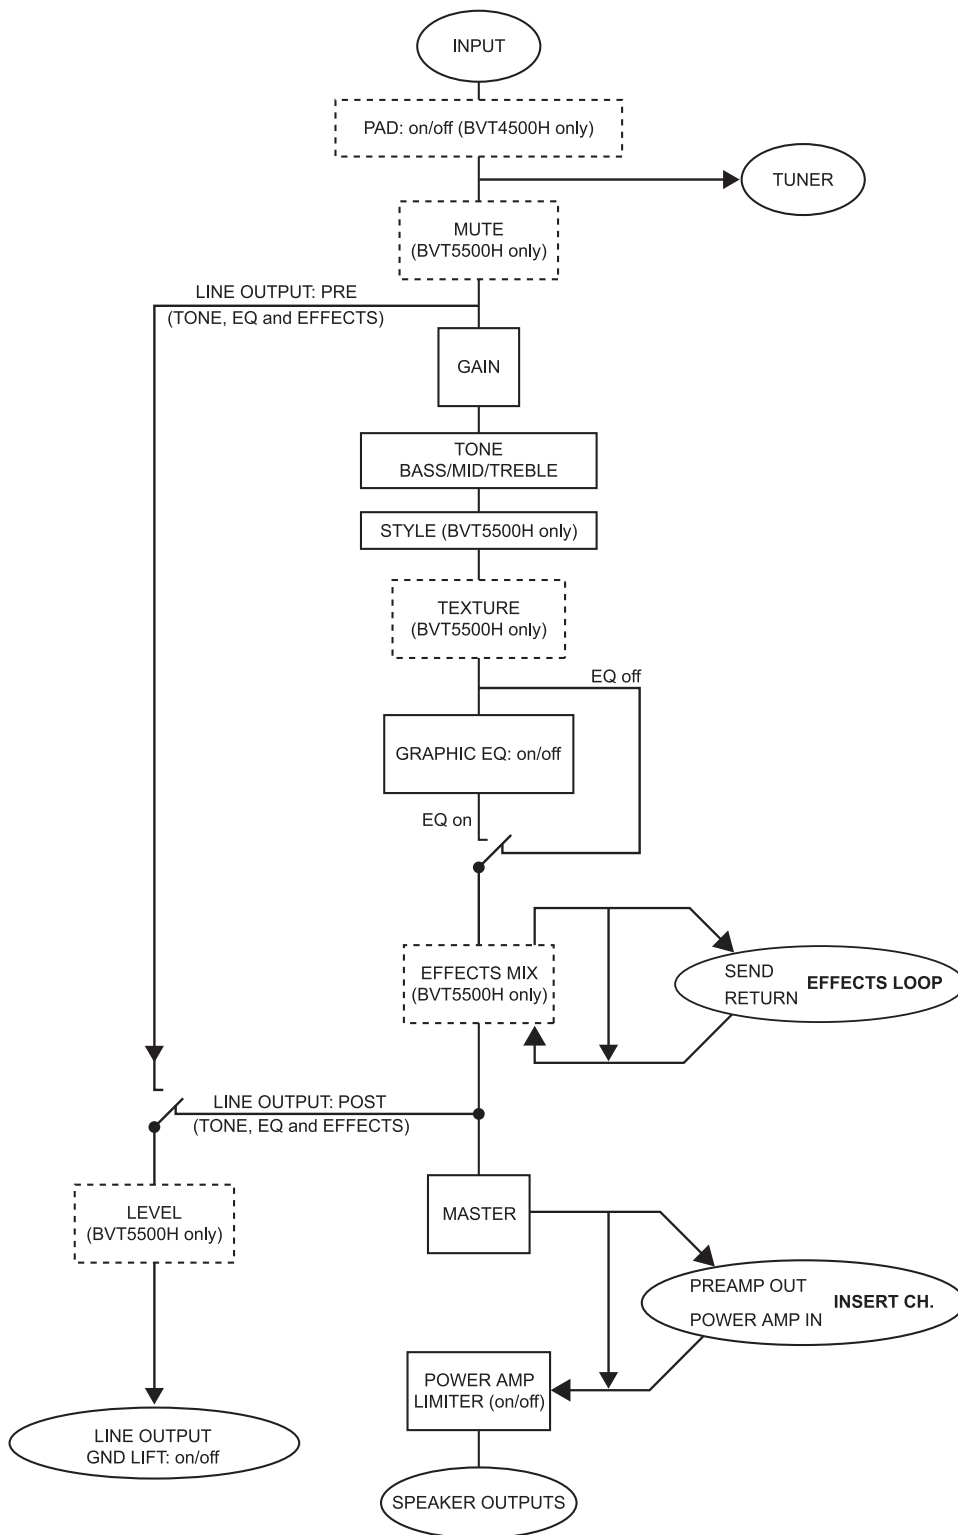 INPUT
PAD: on/off (BVT4500H only)
TUNER
MUTE
(BVT5500H only)
LINE OUTPUT: PRE
(TONE, EQ and EFFECTS)
GAIN
TONE
BASS/MID/TREBLE
STYLE (BVT5500H only)
TEXTURE
(BVT5500H only)
EQ off
GRAPHIC EQ: on/off
EQ on
EFFECTS MIX
(BVT5500H only)
SEND
RETURN
EFFECTS LOOP
LINE OUTPUT: POST
(TONE, EQ and EFFECTS)
LEVEL
(BVT5500H only)
MASTER
PREAMP OUT
POWER AMP IN
INSERT CH.
POWER AMP
LIMITER (on/off)
LINE OUTPUT
GND LIFT: on/off
SPEAKER OUTPUTS